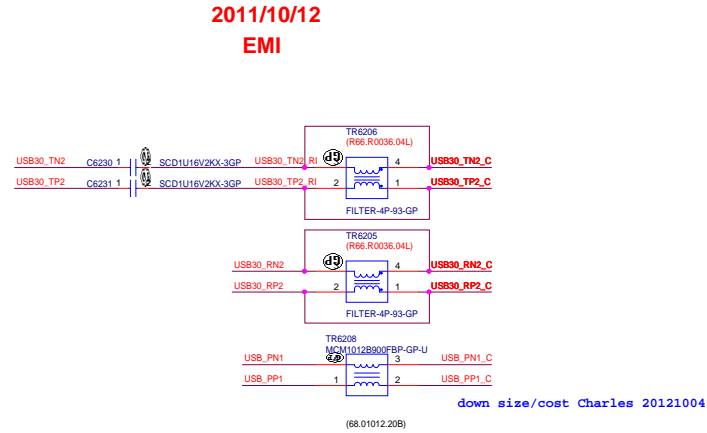 2011/10/12
EMI
TR6206
(R66.R0036.04L)
USB30_TN2 C6230 1 SCD1U16V2KX-3GP USB30_TN2_RI GP 4 USB30_TN2_C
USB30_TP2 C6231 1 SCD1U16V2KX-3GP USB30_TP2_RI 2 1 USB30_TP2_C
FILTER-4P-93-GP
TR6205
(R66.R0036.04L)
USB30_RN2 GP 4 USB30_RN2_C
USB30_RP2 2 1 USB30_RP2_C
FILTER-4P-93-GP
TR6208
MCM1012B900FBP-GP-U
USB_PN1 3 USB_PN1_C
USB_PP1 1 2 USB_PP1_C
down size/cost Charles 20121004
(68.01012.20B)